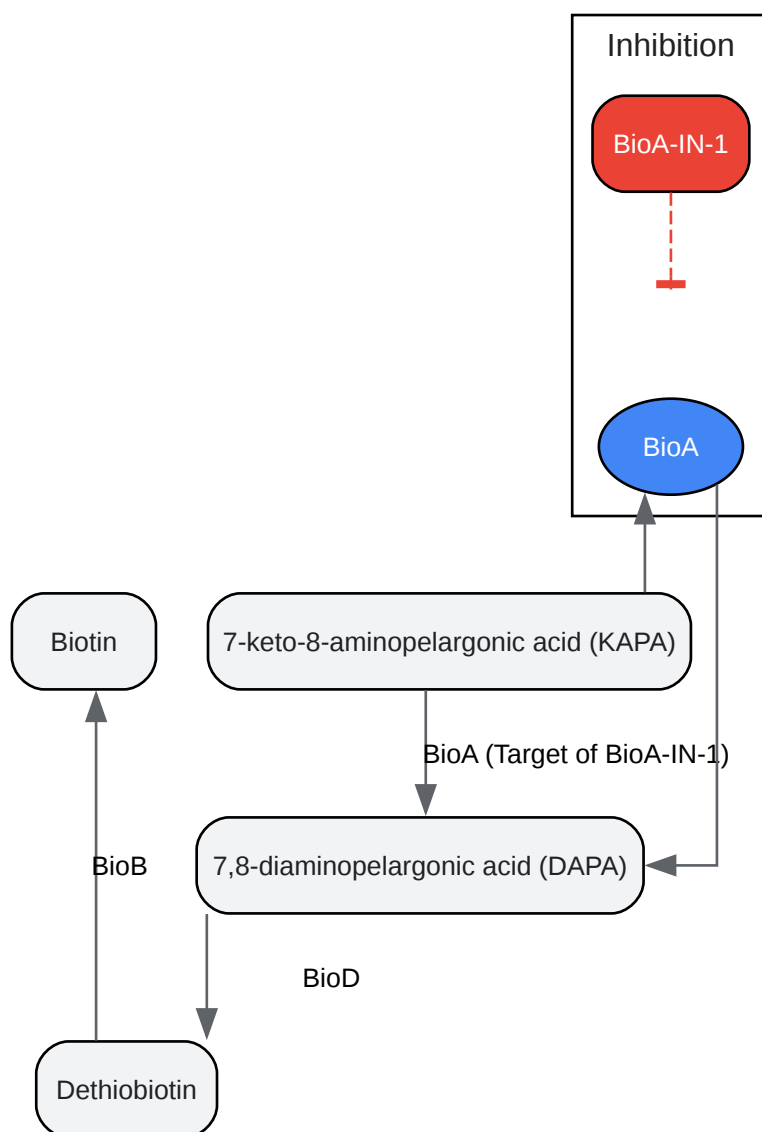 Inhibition
BioA-IN-1
BioA
Biotin
7-keto-8-aminopelargonic acid (KAPA)
BioA (Target of BioA-IN-1)
BioB
7,8-diaminopelargonic acid (DAPA)
BioD
Dethiobiotin